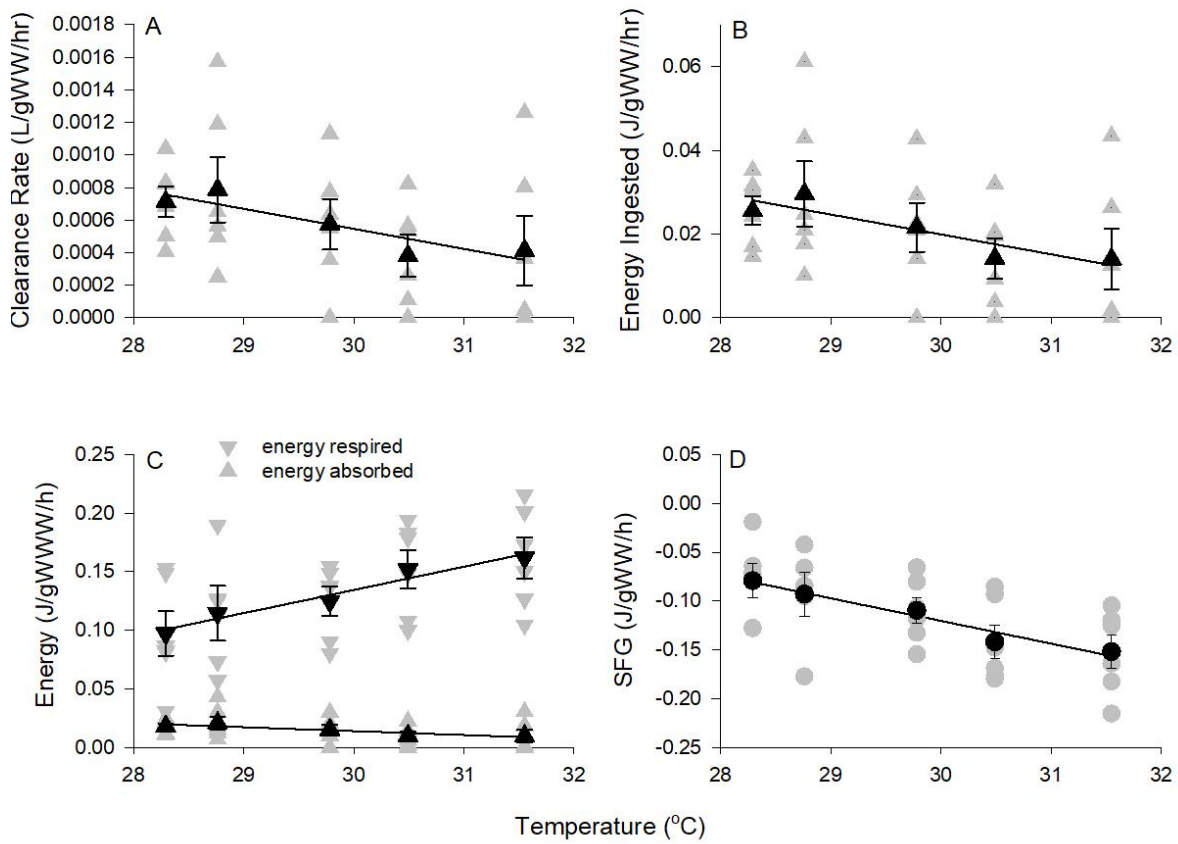 A
Clearance Rate (L/gWW/hr)
0.0018
0.0016
0.0014
0.0012
0.0010
0.0008
0.0006
0.0004
0.0002
0.0000
28 29 30 31 32
B
Energy Ingested (J/gWW/hr)
0.06
0.04
0.02
0.00
28 29 30 31 32
C
energy respired
energy absorbed
Energy (J/gWWW/h)
0.25
0.20
0.15
0.10
0.05
0.00
28 29 30 31 32
D
SFG (J/gWW/h)
0.05
0.00
-0.05
-0.10
-0.15
-0.20
-0.25
28 29 30 31 32
Temperature (°C)